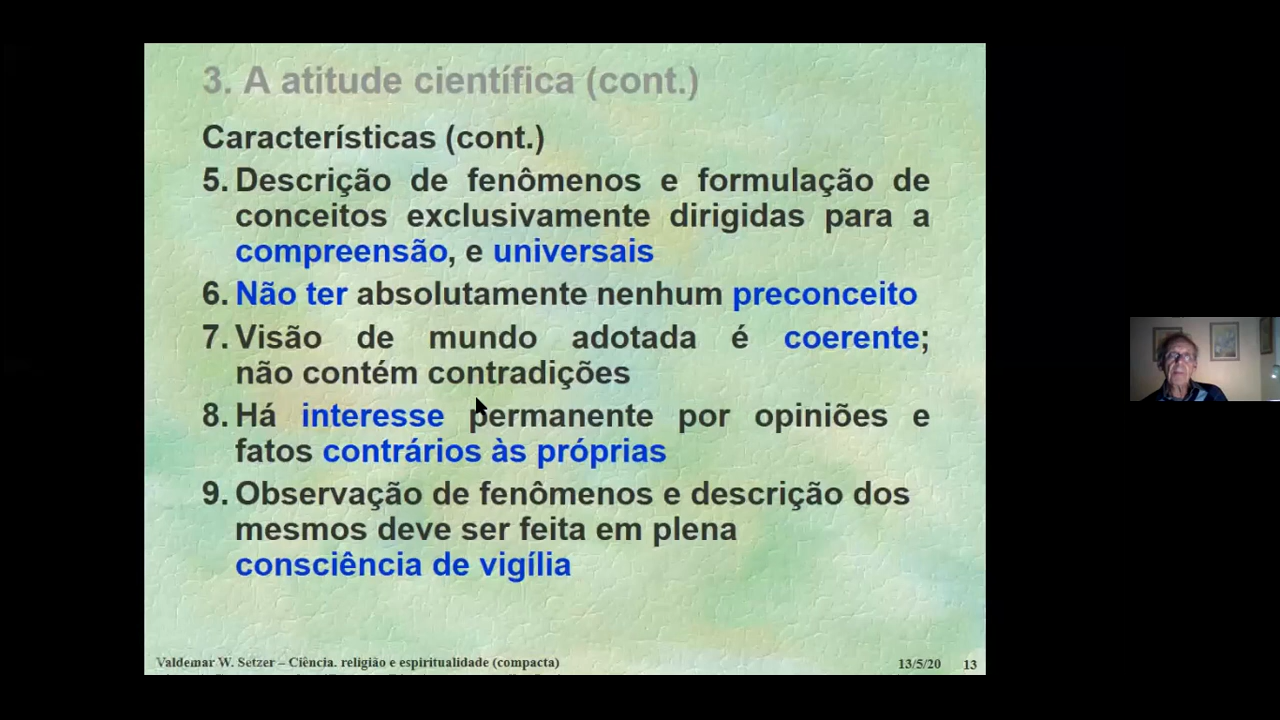 3. A atitude científica (cont.)
Características (cont.)
5. Descrição de fenômenos e formulação de
conceitos exclusivamente dirigidas para a
compreensão, e universais
6. Não ter absolutamente nenhum preconceito
7. Visão de mundo adotada é coerente;
não contém contradições
8. Há interesse permanente por opiniões e
fatos contrários às próprias
9. Observação de fenômenos e descrição dos
mesmos deve ser feita em plena
consciência de vigília
Valdemar W. Setzer – Ciência. religião e espiritualidade (compacta) 13/5/20 13